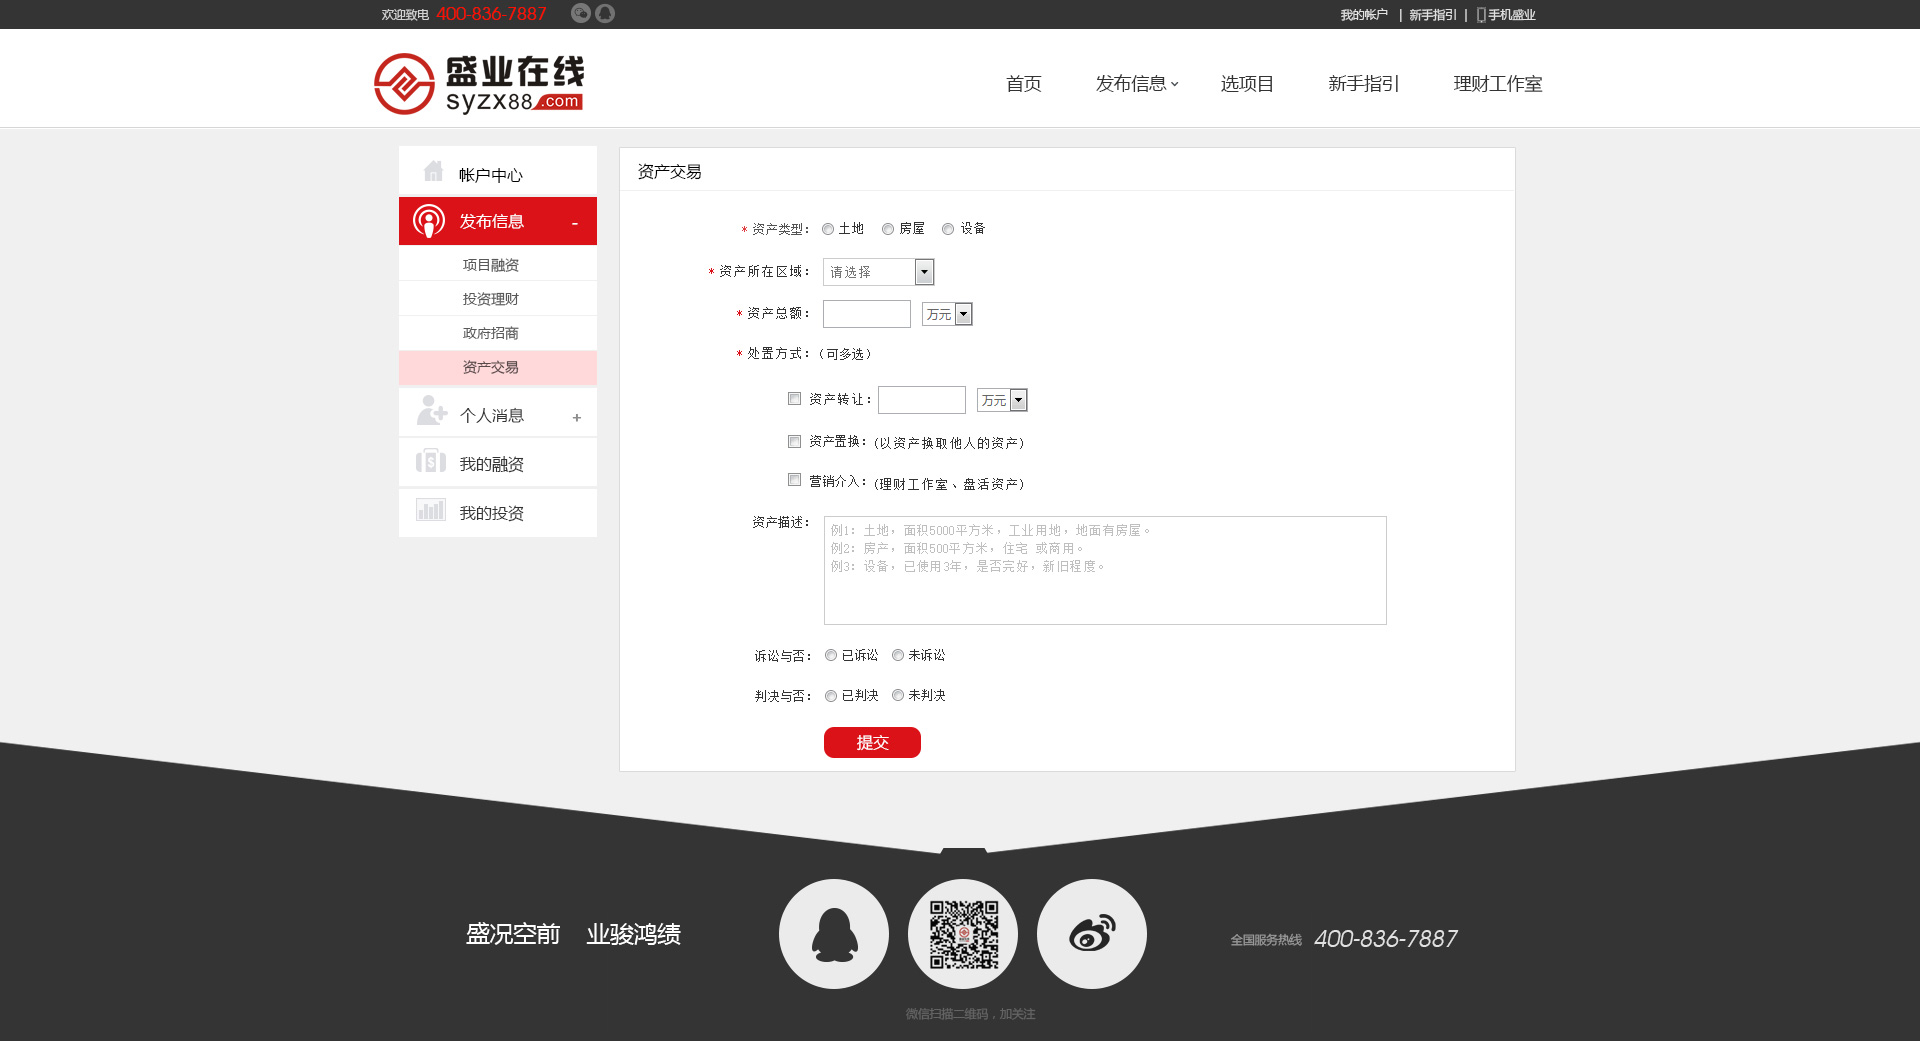 欢迎致电 400-836-7887
我的帐户 | 新手指引 | 手机盛业
盛业在线
syzx88.com
首页 发布信息 选项目 新手指引 理财工作室
帐户中心
发布信息 -
项目融资
投资理财
政府招商
资产交易
个人消息 +
我的融资
我的投资
资产交易
* 资产类型： 土地 房屋 设备
* 资产所在区域： 请选择
* 资产总额： 万元
* 处置方式：（可多选）
资产转让： 万元
资产置换：(以资产换取他人的资产)
营销介入：(理财工作室、盘活资产)
资产描述：
例1：土地，面积5000平方米，工业用地，地面有房屋。
例2：房产，面积500平方米，住宅 或商用。
例3：设备，已使用3年，是否完好，新旧程度。
诉讼与否： 已诉讼 未诉讼
判决与否： 已判决 未判决
提交
盛况空前 业骏鸿绩
全国服务热线 400-836-7887
微信扫描二维码，加关注